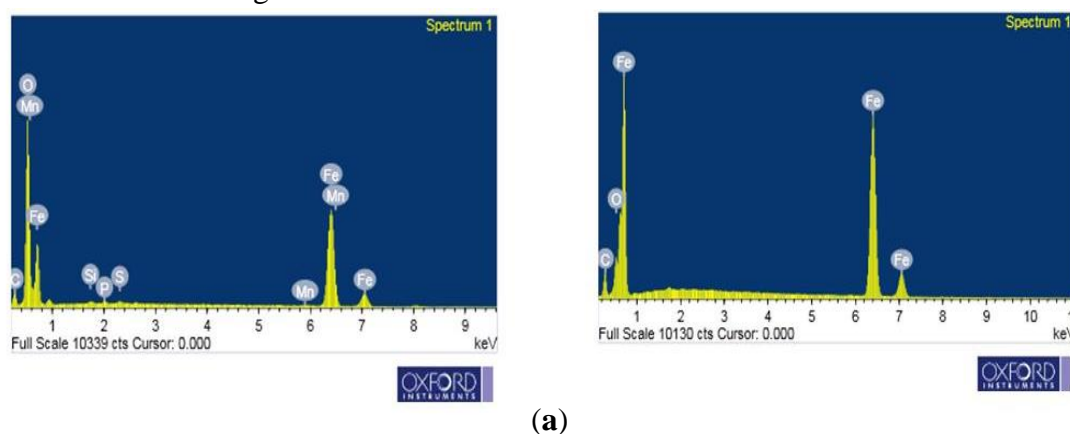 Spectrum 1
O
Mn
Fe
C
Si
P
S
Mn
Fe
Mn
Fe
1 2 3 4 5 6 7 8 9
Full Scale 10339 cts Cursor: 0.000 keV
OXFORD
INSTRUMENTS
Spectrum 1
Fe
O
C
Fe
Fe
1 2 3 4 5 6 7 8 9 10 1
Full Scale 10130 cts Cursor: 0.000 keV
OXFORD
INSTRUMENTS
(a)